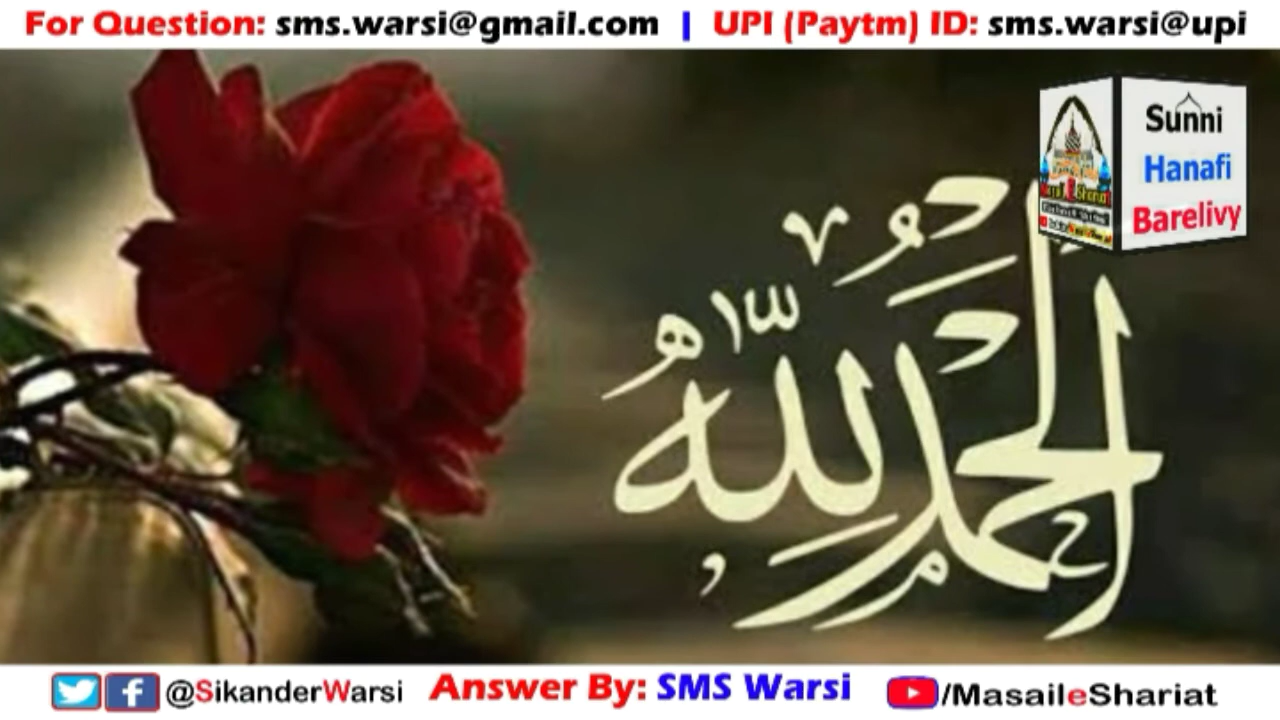 For Question: sms.warsi@gmail.com | UPI (Paytm) ID: sms.warsi@upi
Sunni
Hanafi
Barelivy
الحمد لله
@SikanderWarsi Answer By: SMS Warsi /MasaileShariat